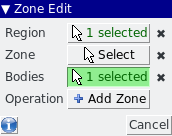 Zone Edit
Region 1 selected
Zone Select
Bodies 1 selected
Operation + Add Zone
Cancel